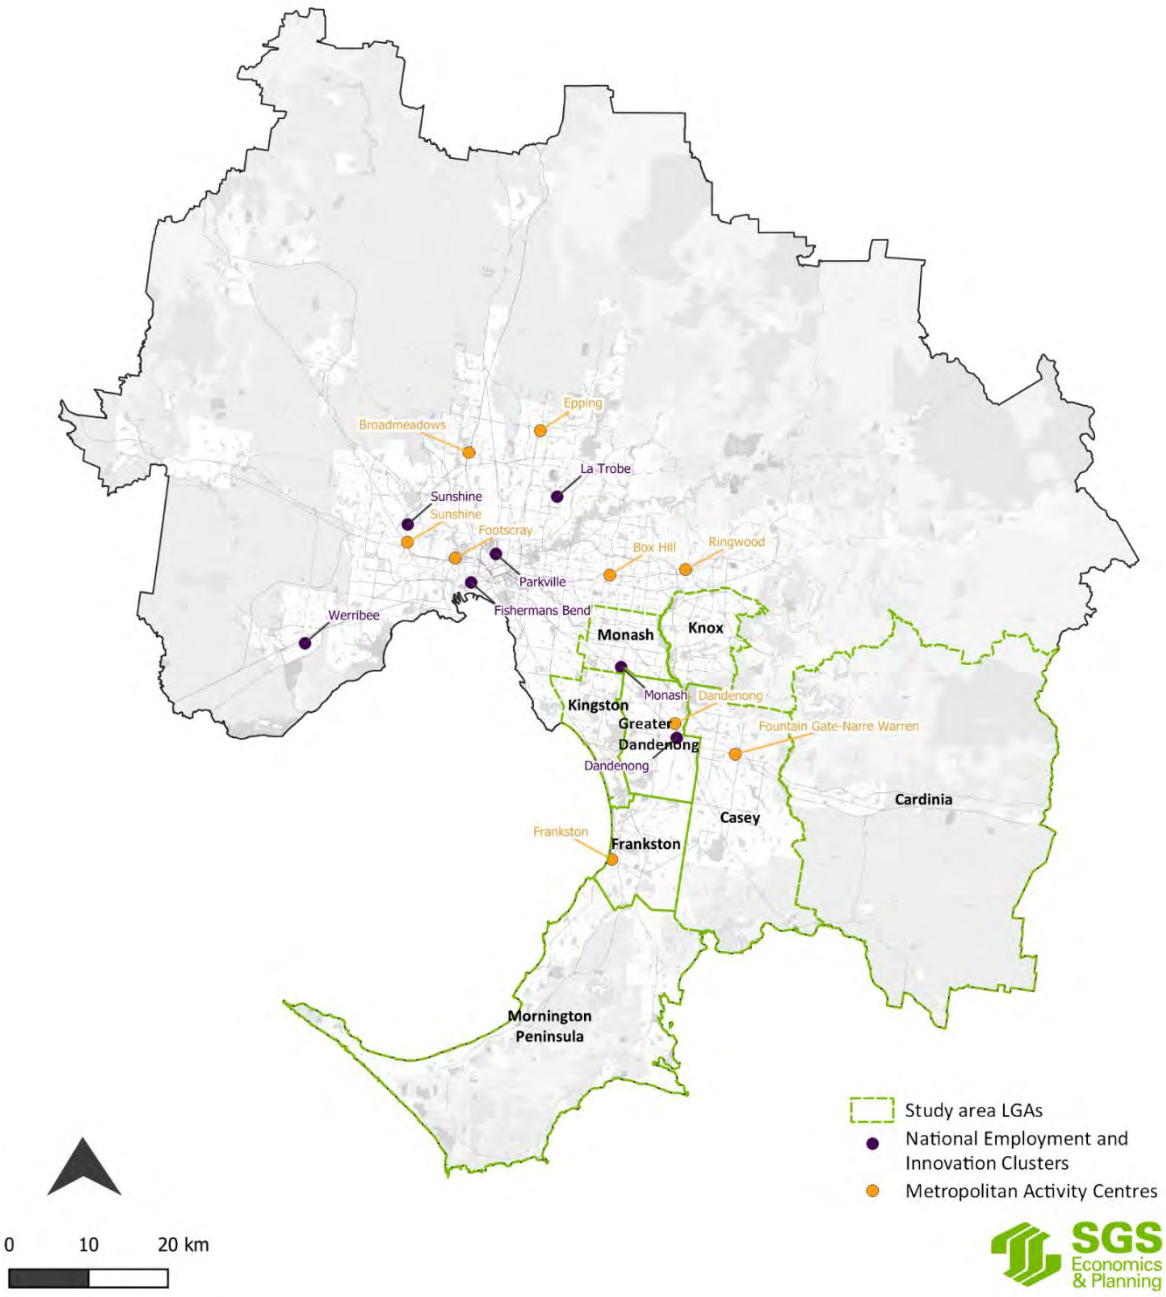 Epping
Broadmeadows
La Trobe
Sunshine
Sunshine
Footscray
Box Hill
Ringwood
Parkville
Fishermans Bend
Werribee
Monash
Knox
Monash
Dandenong
Kingston
Greater
Dandenong
Fountain Gate-Narre Warren
Dandenong
Cardinia
Casey
Frankston
Frankston
Mornington
Peninsula
Study area LGAs
National Employment and
Innovation Clusters
Metropolitan Activity Centres
0 10 20 km
SGS
Economics
& Planning